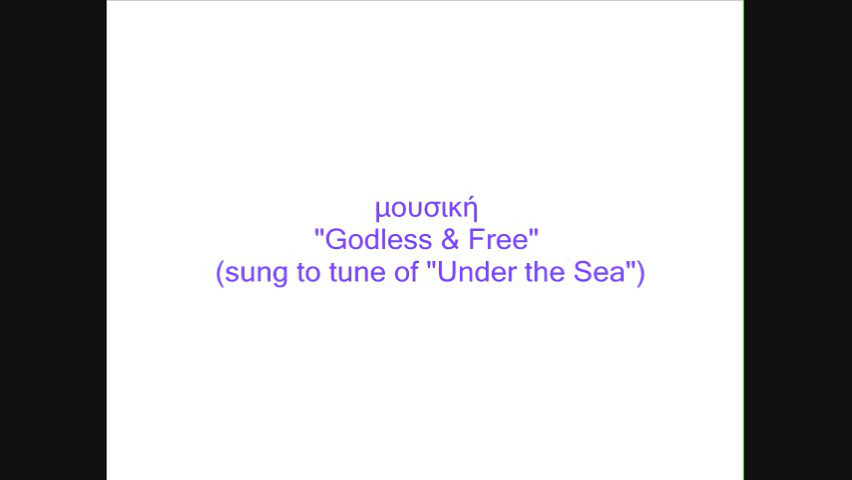 μουσική
"Godless & Free"
(sung to tune of "Under the Sea")